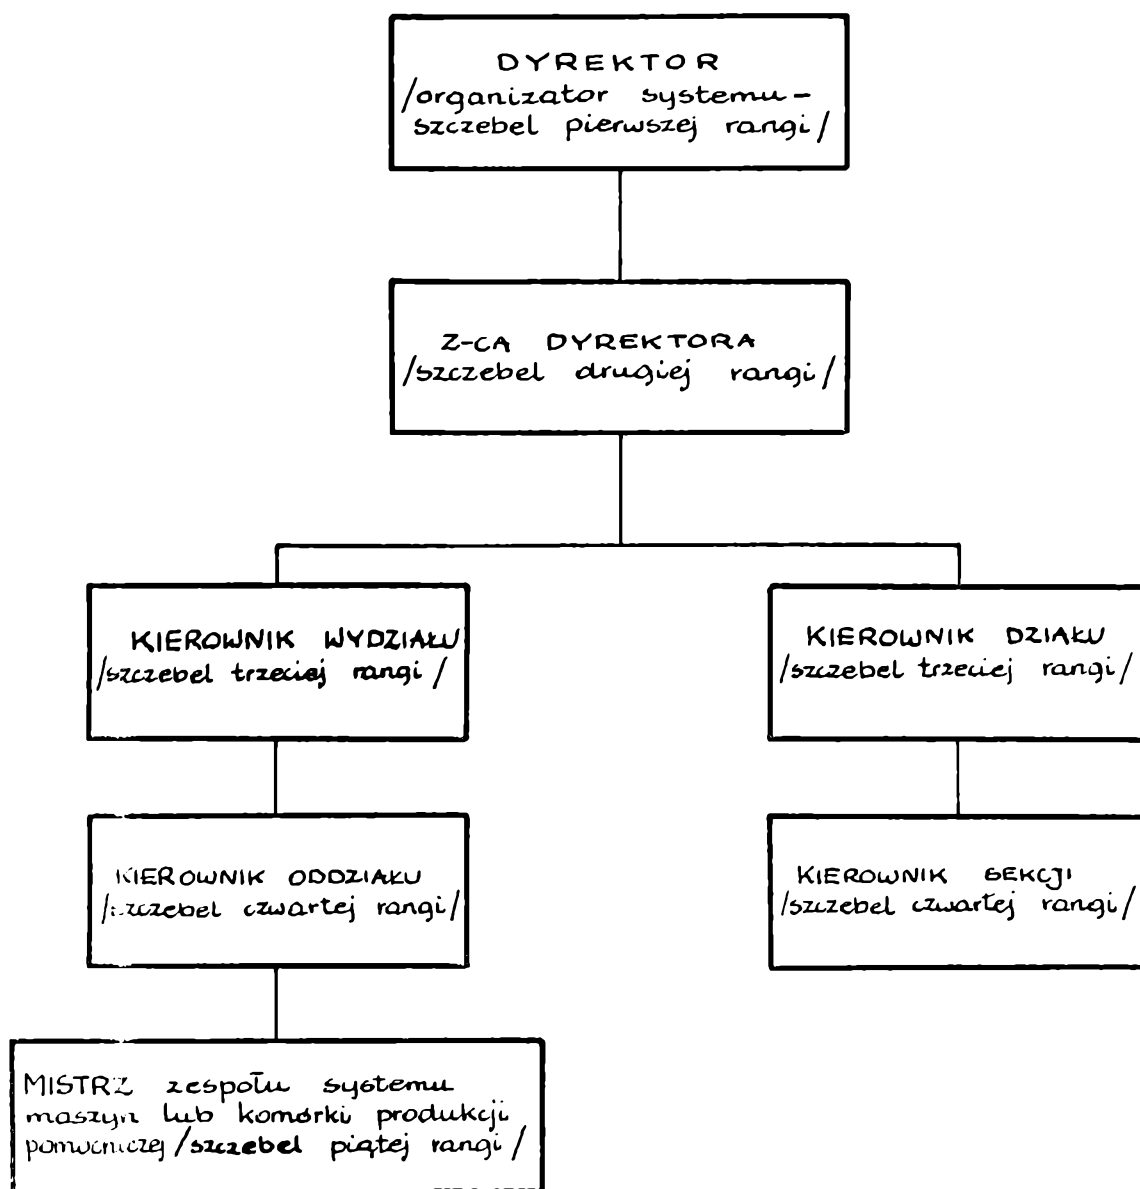 DYREKTOR
/organizator systemu –
szczebel pierwszej rangi/
Z-CA DYREKTORA
/szczebel drugiej rangi/
KIEROWNIK WYDZIAŁU
/szczebel trzeciej rangi/
KIEROWNIK DZIAŁU
/szczebel trzeciej rangi/
KIEROWNIK ODDZIAŁU
/szczebel czwartej rangi/
KIEROWNIK SEKCJI
/szczebel czwartej rangi/
MISTRZ zespołu systemu
maszyn lub komórki produkcji
pomocniczej /szczebel piątej rangi/